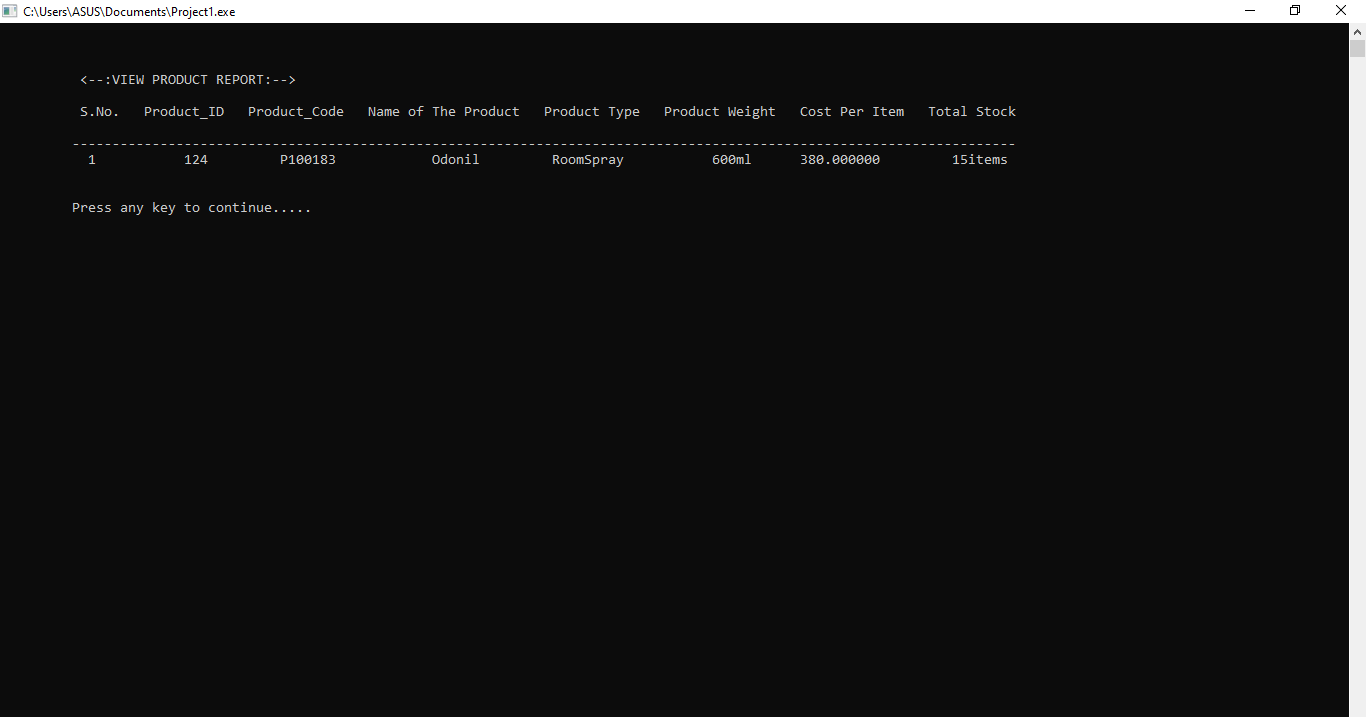 C:\Users\ASUS\Documents\Project1.exe
<--:VIEW PRODUCT REPORT:-->
S.No. Product_ID Product_Code Name of The Product Product Type Product Weight Cost Per Item Total Stock
----------------------------------------------------------------------------------------------------------------------
1 124 P100183 Odonil RoomSpray 600ml 380.000000 15items
Press any key to continue.....